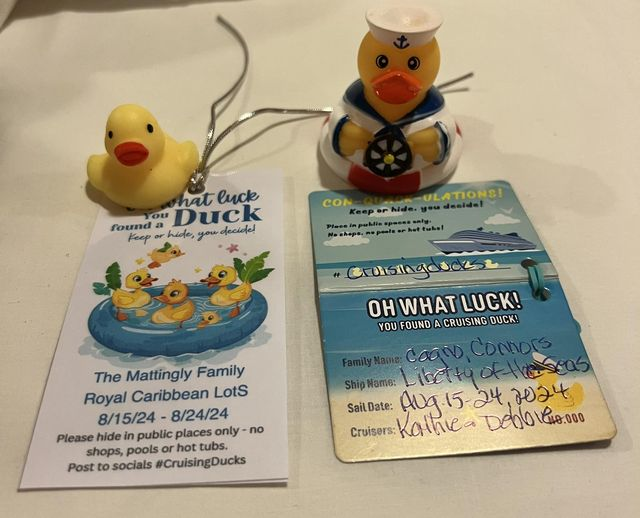 what luck
You
found a Duck
Keep or hide, you decide!
The Mattingly Family
Royal Caribbean LotS
8/15/24 - 8/24/24
Please hide in public places only - no
shops, pools or hot tubs.
Post to socials #CruisingDucks
CON-QUACK-ULATIONS!
Keep or hide, you decide!
Place in public spaces only.
No shops, no pools or hot tubs!
# Cruisingducks
OH WHAT LUCK!
YOU FOUND A CRUISING DUCK!
Family Name: Connors
Ship Name: Liberty of the Seas
Sail Date: Aug. 15-24, 2024
Cruisers: Kathie & Debbie
.000